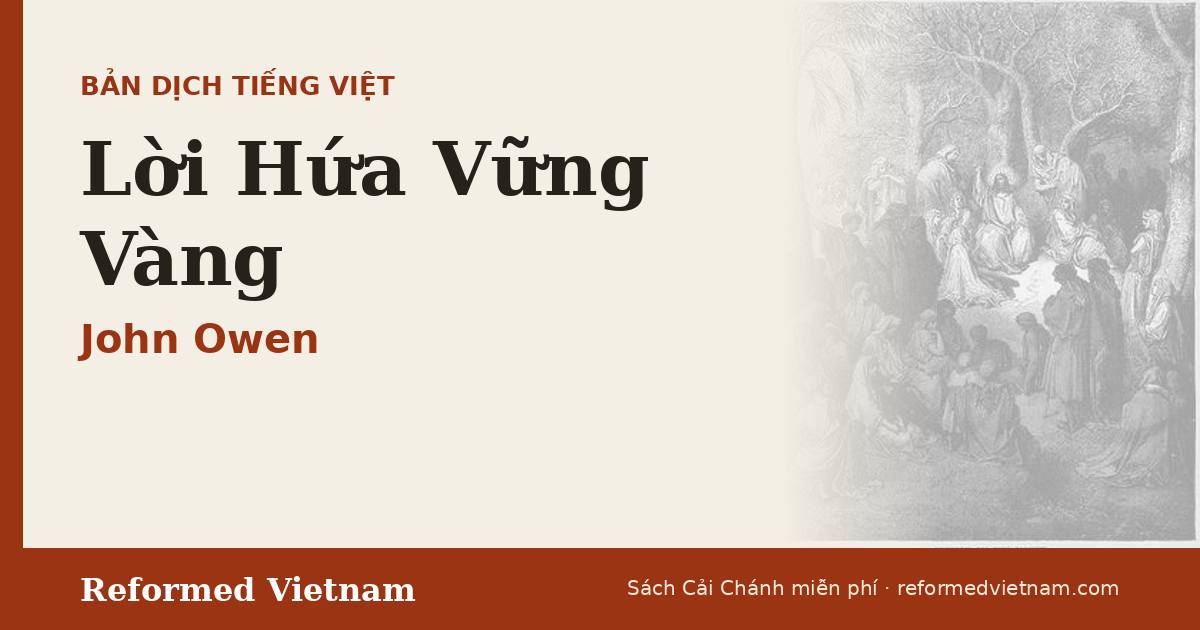 BẢN DỊCH TIẾNG VIỆT
Lời Hứa Vững
Vàng
John Owen
Reformed Vietnam
Sách Cải Chánh miễn phí · reformedvietnam.com